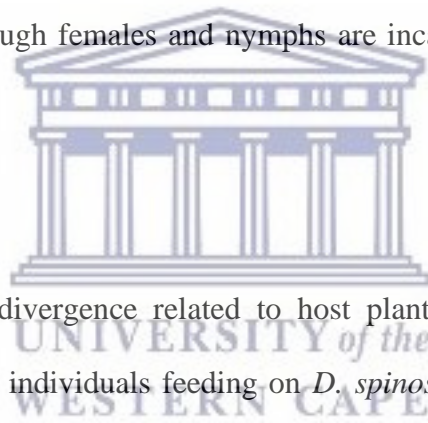 ugh females and nymphs are inca
divergence related to host plant
UNIVERSITY of the
individuals feeding on D. spinos
WESTERN CAPE